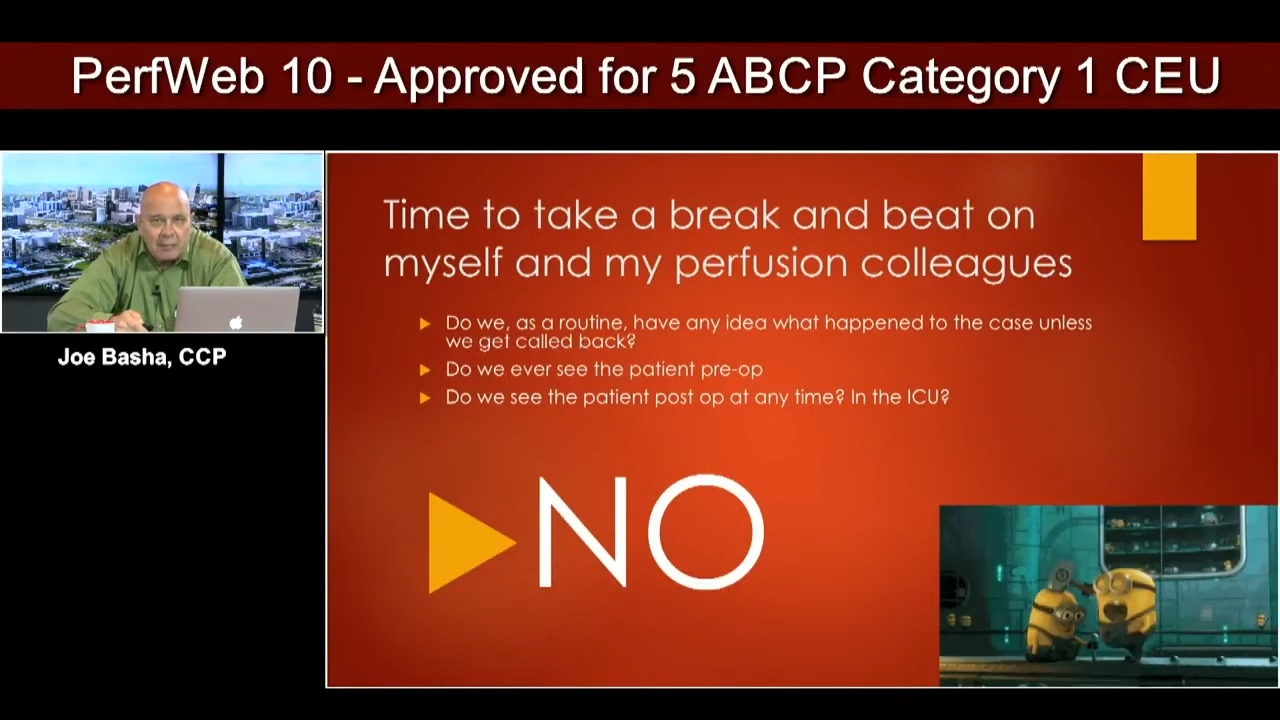 PerfWeb 10 - Approved for 5 ABCP Category 1 CEU
Joe Basha, CCP
Time to take a break and beat on
myself and my perfusion colleagues
Do we, as a routine, have any idea what happened to the case unless
we get called back?
Do we ever see the patient pre-op
Do we see the patient post op at any time? In the ICU?
NO